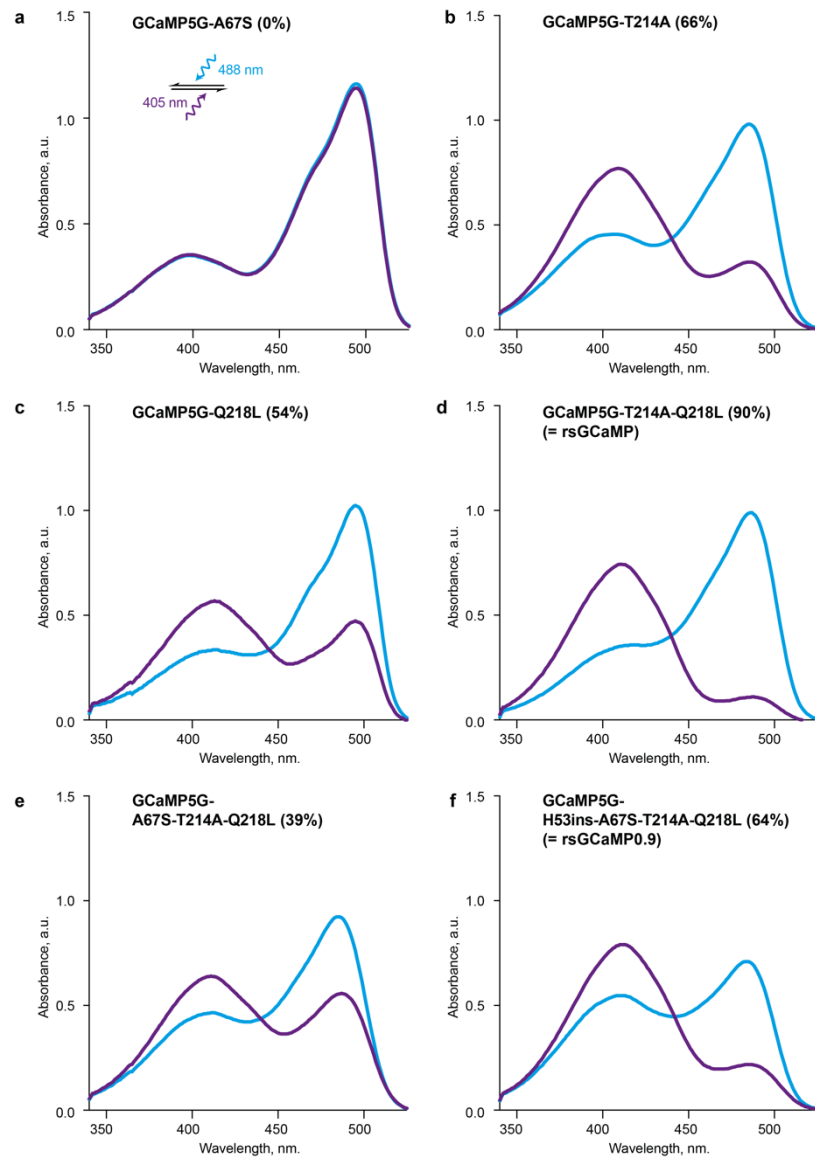 a
GCaMP5G-A67S (0%)
488 nm
405 nm
Absorbance, a.u.
1.5
1.0
0.5
0.0
350
400
450
500
Wavelength, nm.
b
GCaMP5G-T214A (66%)
Absorbance, a.u.
1.5
1.0
0.5
0.0
350
400
450
500
Wavelength, nm.
c
GCaMP5G-Q218L (54%)
Absorbance, a.u.
1.5
1.0
0.5
0.0
350
400
450
500
Wavelength, nm.
d
GCaMP5G-T214A-Q218L (90%)
(= rsGCaMP)
Absorbance, a.u.
1.5
1.0
0.5
0.0
350
400
450
500
Wavelength, nm.
e
GCaMP5G-
A67S-T214A-Q218L (39%)
Absorbance, a.u.
1.5
1.0
0.5
0.0
350
400
450
500
Wavelength, nm.
f
GCaMP5G-
H53ins-A67S-T214A-Q218L (64%)
(= rsGCaMP0.9)
Absorbance, a.u.
1.5
1.0
0.5
0.0
350
400
450
500
Wavelength, nm.